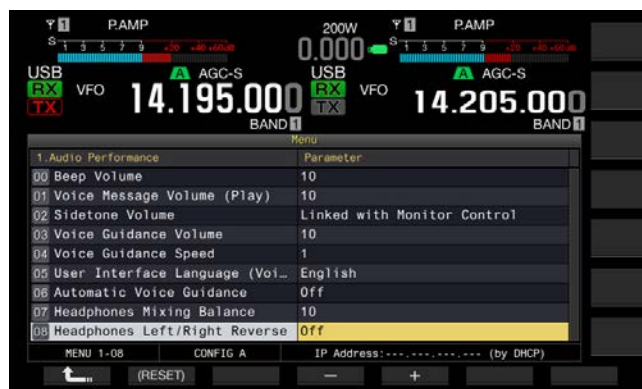 1 P.AMP 200W 1 P.AMP
S 1 3 5 7 9 +20 +40 +60dB 0.000 S 1 3 5 7 9 +20 +40 +60dB
USB A AGC-S USB A AGC-S
RX VFO 14.195.000 RX VFO 14.205.000
TX TX
BAND 1 BAND 1
Menu
1.Audio Performance Parameter
00 Beep Volume 10
01 Voice Message Volume (Play) 10
02 Sidetone Volume Linked with Monitor Control
03 Voice Guidance Volume 10
04 Voice Guidance Speed 1
05 User Interface Language (Voi… English
06 Automatic Voice Guidance Off
07 Headphones Mixing Balance 10
08 Headphones Left/Right Reverse Off
MENU 1-08 CONFIG A IP Address:---.---.---.--- (by DHCP)
(RESET) − +